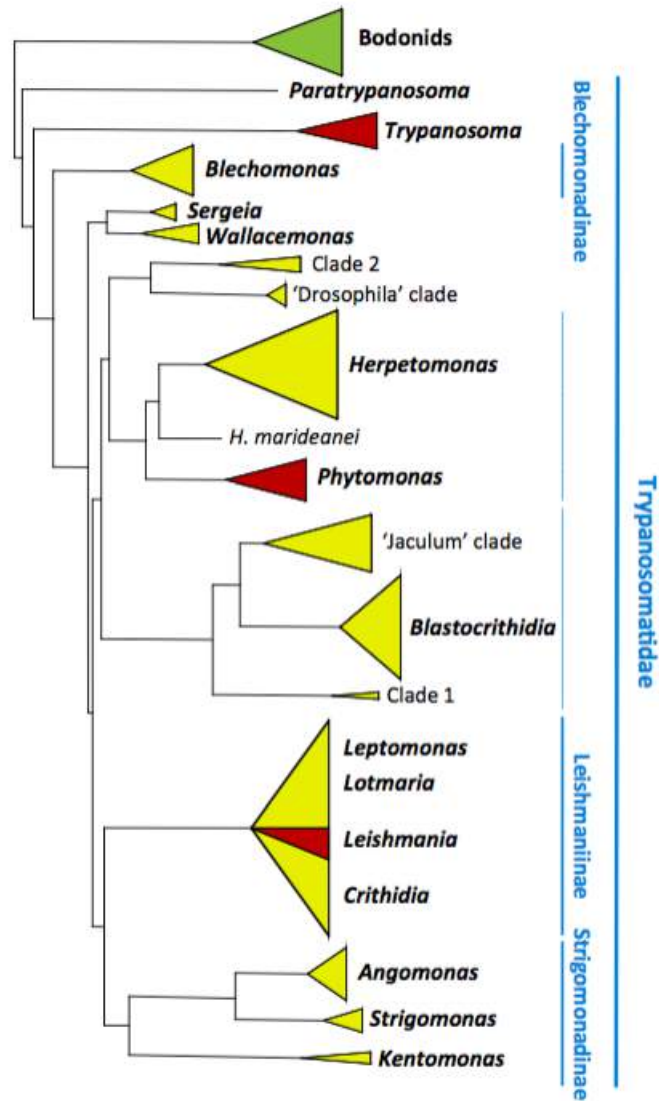 Bodonids
Paratrypanosoma
Trypanosoma
Blechomonas
Sergeia
Wallacemonas
Clade 2
‘Drosophila’ clade
Herpetomonas
H. marideanei
Phytomonas
‘Jaculum’ clade
Blastocrithidia
Clade 1
Leptomonas
Lotmaria
Leishmania
Crithidia
Angomonas
Strigomonas
Kentomonas
Blechomonadinae
Leishmaniinae
Strigomonadinae
Trypanosomatidae